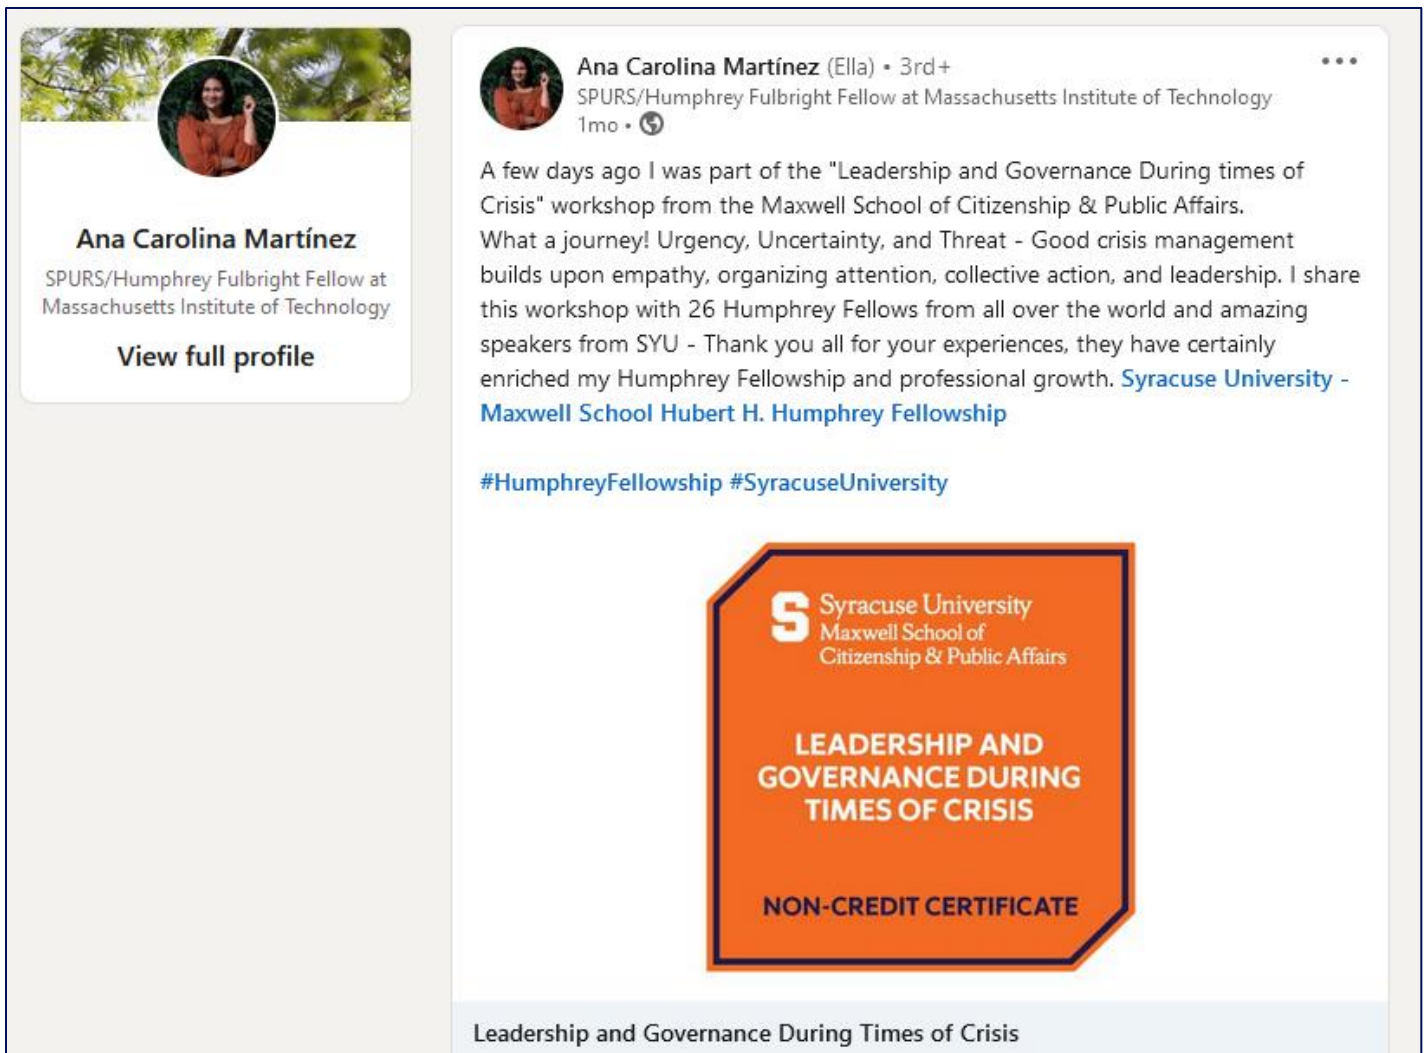 Ana Carolina Martínez
SPURS/Humphrey Fulbright Fellow at
Massachusetts Institute of Technology
View full profile
Ana Carolina Martínez (Ella) • 3rd+
SPURS/Humphrey Fulbright Fellow at Massachusetts Institute of Technology
1mo •
A few days ago I was part of the "Leadership and Governance During times of
Crisis" workshop from the Maxwell School of Citizenship & Public Affairs.
What a journey! Urgency, Uncertainty, and Threat - Good crisis management
builds upon empathy, organizing attention, collective action, and leadership. I share
this workshop with 26 Humphrey Fellows from all over the world and amazing
speakers from SYU - Thank you all for your experiences, they have certainly
enriched my Humphrey Fellowship and professional growth. Syracuse University -
Maxwell School Hubert H. Humphrey Fellowship
#HumphreyFellowship #SyracuseUniversity
S
Syracuse University
Maxwell School of
Citizenship & Public Affairs
LEADERSHIP AND
GOVERNANCE DURING
TIMES OF CRISIS
NON-CREDIT CERTIFICATE
Leadership and Governance During Times of Crisis